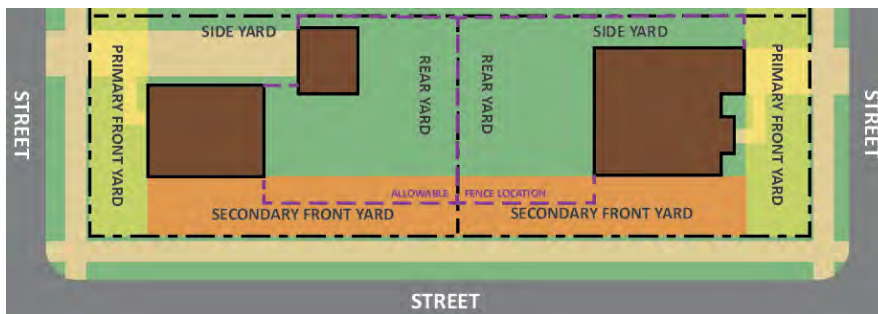 SIDE YARD
SIDE YARD
PRIMARY FRONT YARD
REAR YARD
REAR YARD
PRIMARY FRONT YARD
STREET
STREET
ALLOWABLE FENCE LOCATION
SECONDARY FRONT YARD
SECONDARY FRONT YARD
STREET